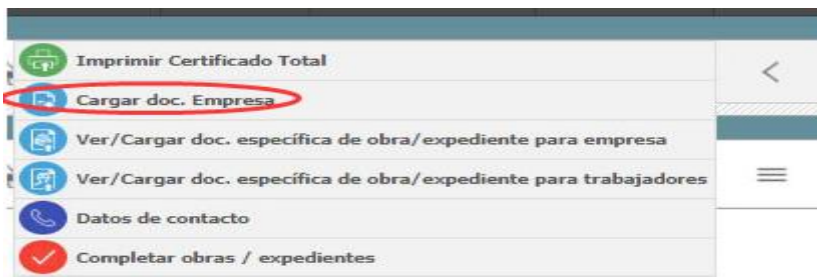 Imprimir Certificado Total
Cargar doc. Empresa
Ver/Cargar doc. específica de obra/expediente para empresa
Ver/Cargar doc. específica de obra/expediente para trabajadores
Datos de contacto
Completar obras / expedientes